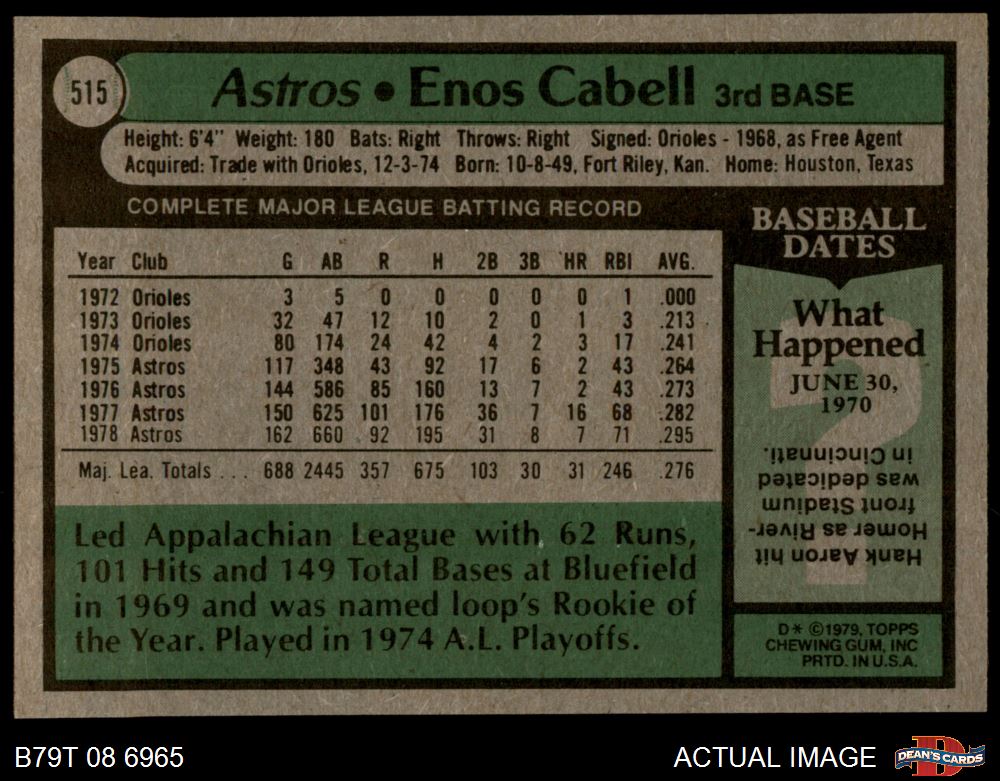 515
Astros • Enos Cabell 3rd BASE
Height: 6'4" Weight: 180 Bats: Right Throws: Right Signed: Orioles - 1968, as Free Agent
Acquired: Trade with Orioles, 12-3-74 Born: 10-8-49, Fort Riley, Kan. Home: Houston, Texas
COMPLETE MAJOR LEAGUE BATTING RECORD
Year Club G AB R H 2B 3B HR RBI AVG.
1972 Orioles 3 5 0 0 0 0 0 1 .000
1973 Orioles 32 47 12 10 2 0 1 3 .213
1974 Orioles 80 174 24 42 4 2 3 17 .241
1975 Astros 117 348 43 92 17 6 2 43 .264
1976 Astros 144 586 85 160 13 7 2 43 .273
1977 Astros 150 625 101 176 36 7 16 68 .282
1978 Astros 162 660 92 195 31 8 7 71 .295
Maj. Lea. Totals . . . 688 2445 357 675 103 30 31 246 .276
Led Appalachian League with 62 Runs,
101 Hits and 149 Total Bases at Bluefield
in 1969 and was named loop's Rookie of
the Year. Played in 1974 A.L. Playoffs.
BASEBALL
DATES
What
Happened
JUNE 30,
1970
Hank Aaron hit
Homer as River-
front Stadium
was dedicated
in Cincinnati.
D* ©1979, TOPPS
CHEWING GUM, INC
PRTD. IN U.S.A.
B79T 08 6965
ACTUAL IMAGE
D
DEAN'S CARDS